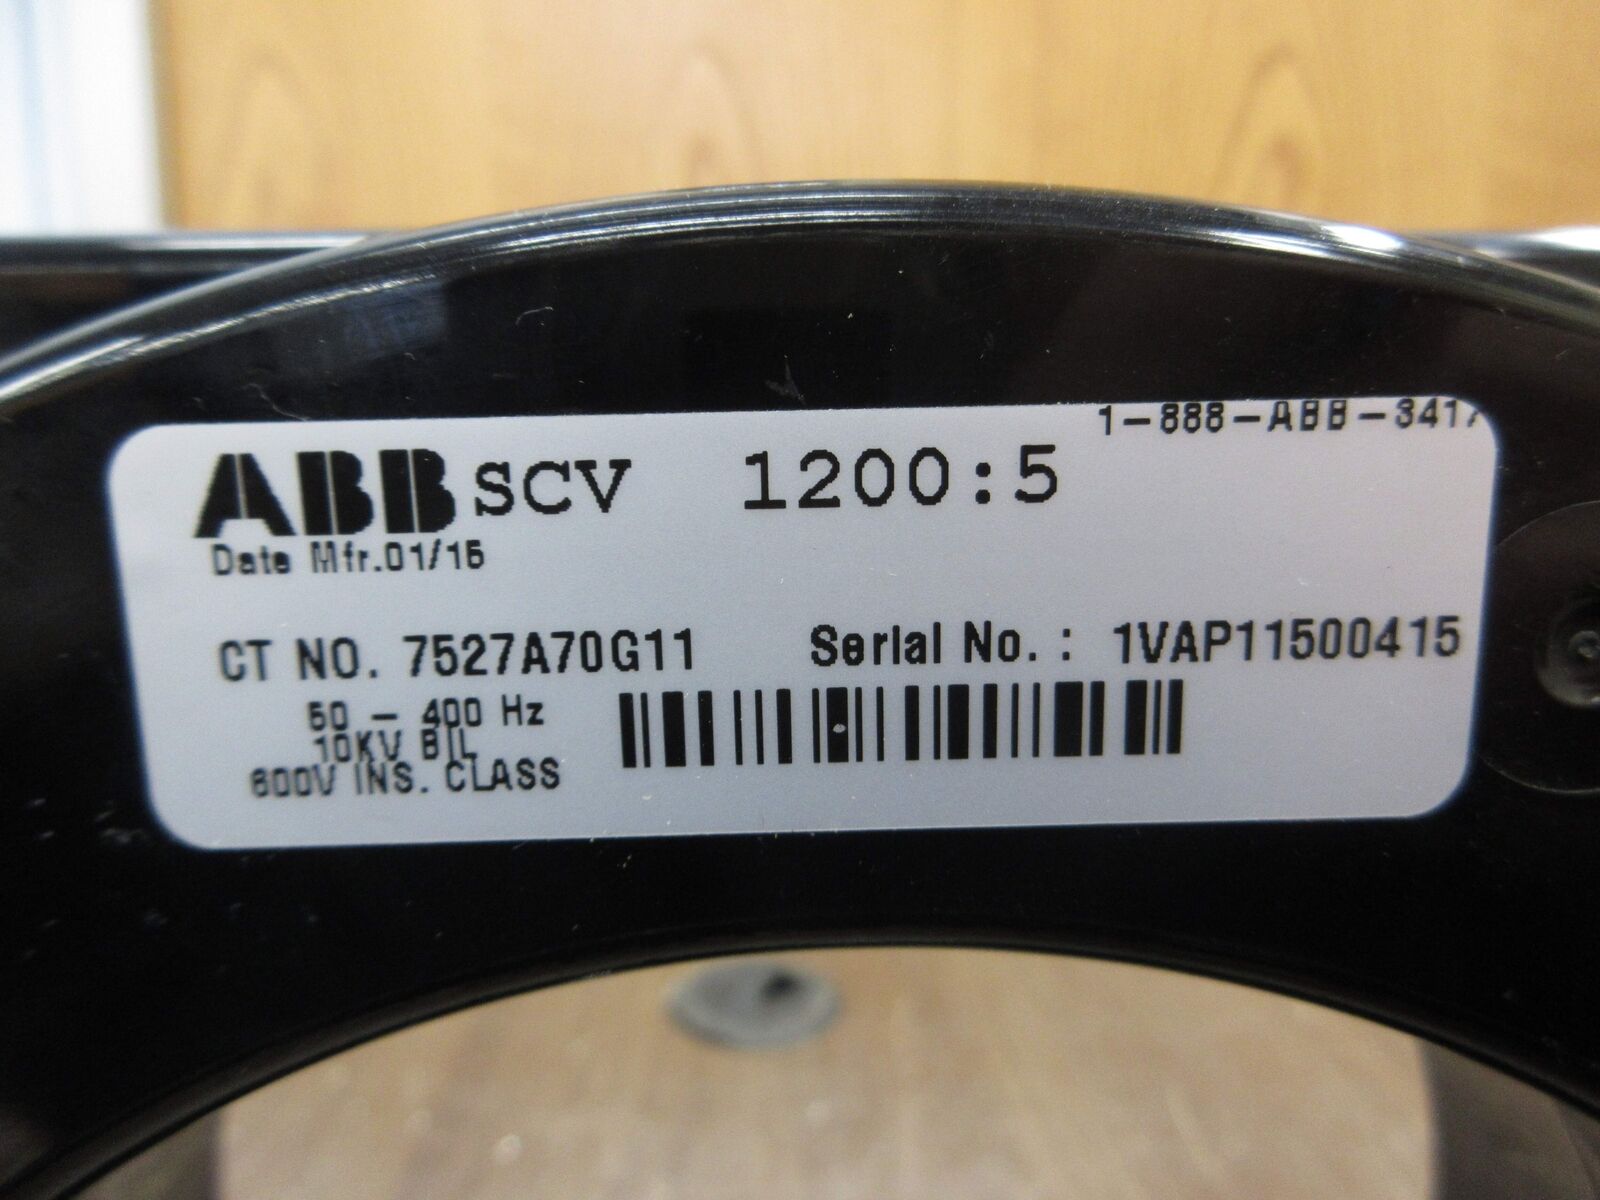 1-888-ABB-341
ABB SCV 1200:5
Date Mfr.01/15
CT NO. 7527A70G11 Serial No.: 1VAP11500415
50 - 400 Hz
10KV BIL
600V INS. CLASS